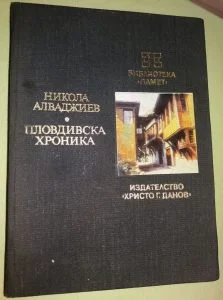 НИКОЛА
АЛВАДЖИЕВ
•
ПЛОВДИВСКА
ХРОНИКА
БИБЛИОТЕКА
"ПАМЕТ"
ИЗДАТЕЛСТВО
"ХРИСТО Г. ДАНОВ"